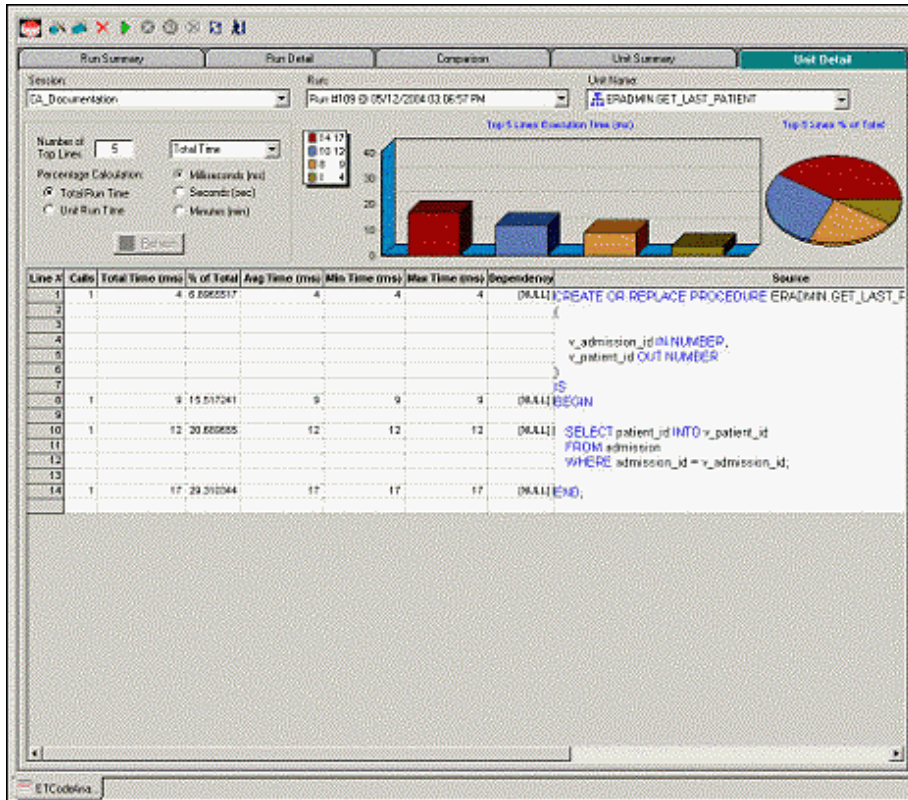 Run Summary Run Detail Comparison Unit Summary Unit Detail
Session: Run: Unit Name:
CA_Documentation Run #109 @ 05/12/2004 03:06:57 PM ERADMIN.GET_LAST_PATIENT
Top 5 Lines Execution Time (ms) Top 5 Lines % of Total
Number of
Top Lines: 5 Total Time
Percentage Calculation: Milliseconds (ms)
Total Run Time Seconds (sec)
Unit Run Time Minutes (min)
Refresh
14 17
10 12
8 9
1 4
40
30
20
10
0
Line # Calls Total Time (ms) % of Total Avg Time (ms) Min Time (ms) Max Time (ms) Dependency Source
1 1 4 6.8965517 4 4 4 [NULL] CREATE OR REPLACE PROCEDURE ERADMIN.GET_LAST_P
2 (
3
4 v_admission_id IN NUMBER,
5 v_patient_id OUT NUMBER
6 )
7 IS
8 1 9 15.517241 9 9 9 [NULL] BEGIN
9
10 1 12 20.689655 12 12 12 [NULL] SELECT patient_id INTO v_patient_id
11 FROM admission
12 WHERE admission_id = v_admission_id;
13
14 1 17 29.310344 17 17 17 [NULL] END;
ETCodeAna...